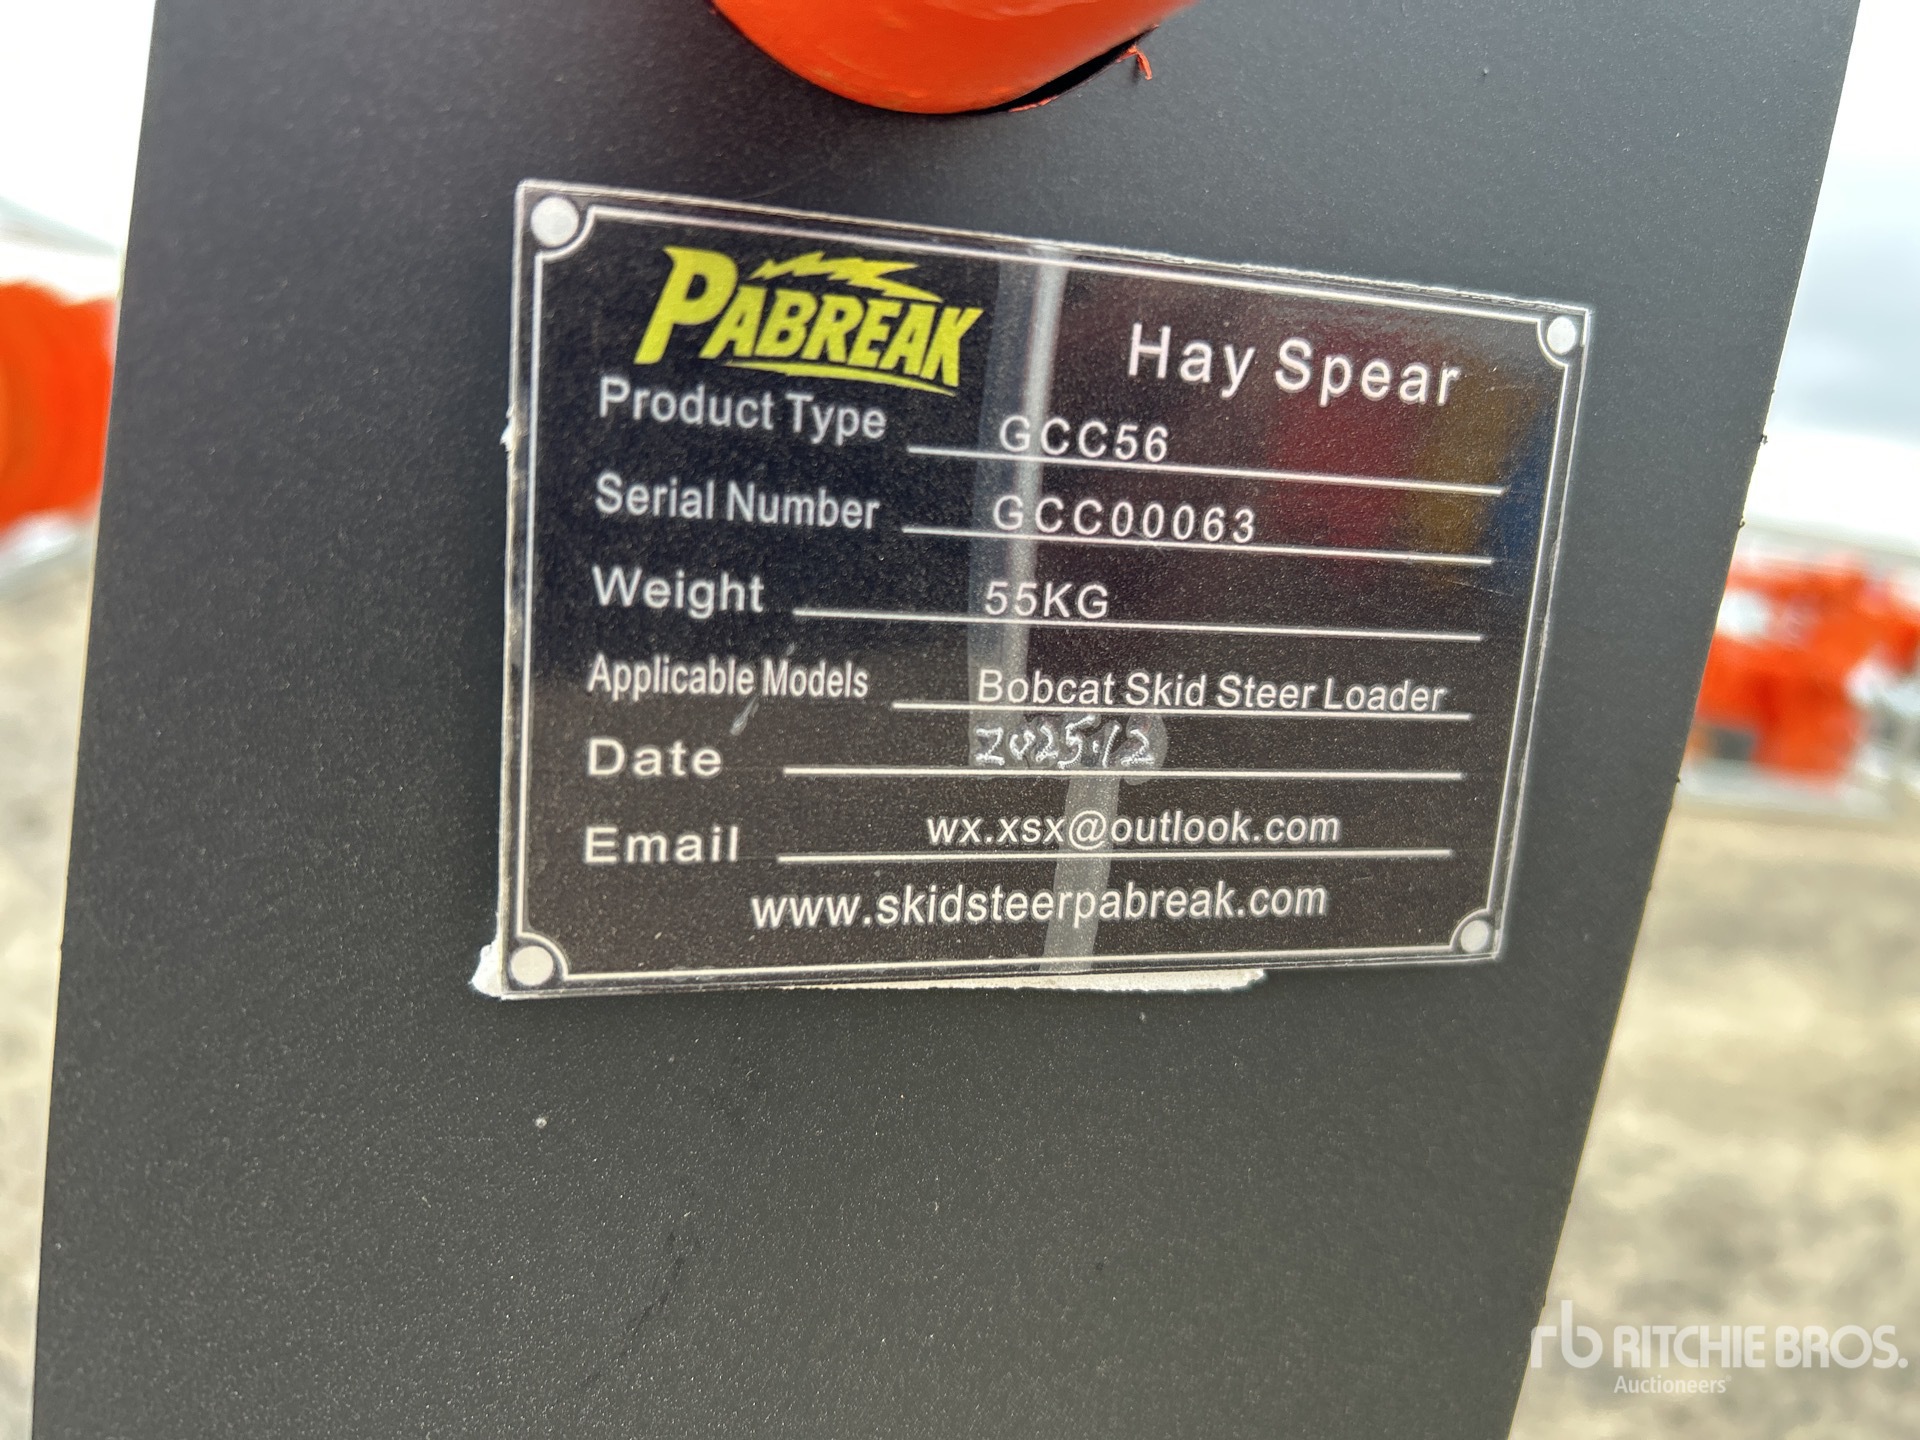 PABREAK
Hay Spear
Product Type GCC56
Serial Number GCC00063
Weight 55KG
Applicable Models Bobcat Skid Steer Loader
Date 2025.12
Email wx.xsx@outlook.com
www.skidsteerpabreak.com
rb RITCHIE BROS.
Auctioneers